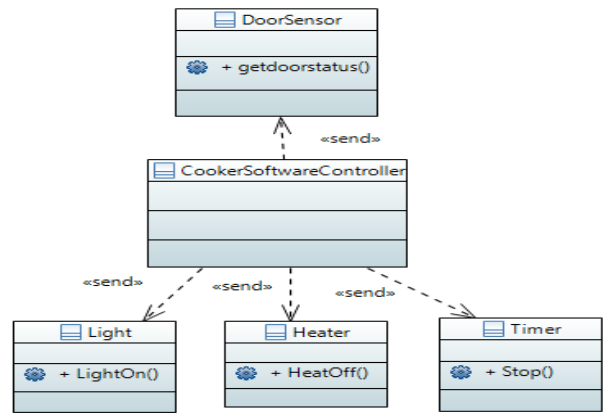 DoorSensor
+ getdoorstatus()
«send»
CookerSoftwareController
«send»
«send»
«send»
Light
+ LightOn()
Heater
+ HeatOff()
Timer
+ Stop()